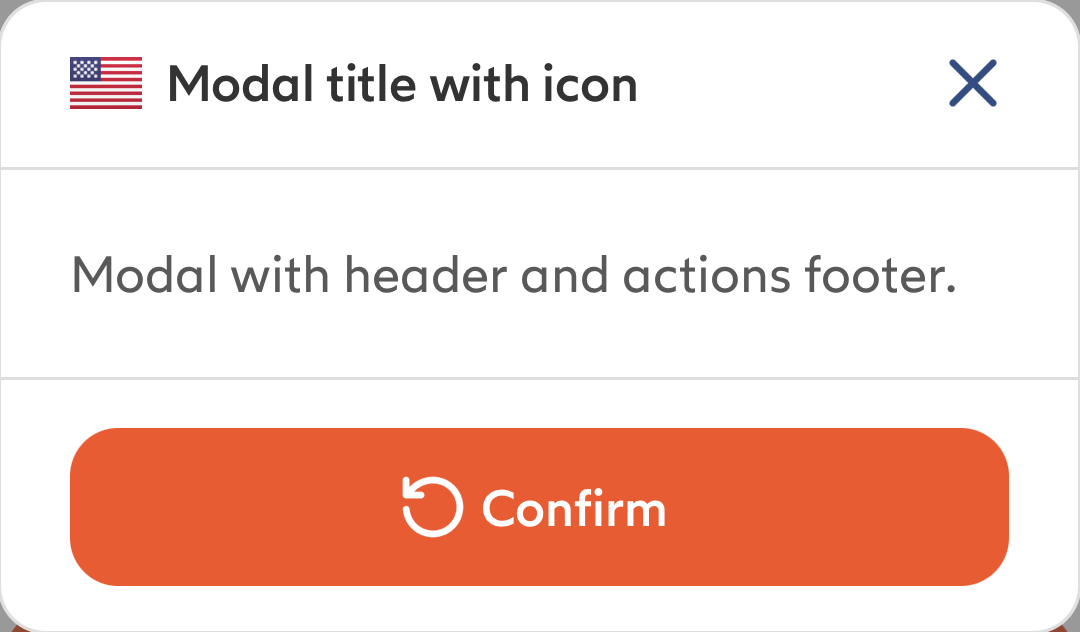 Modal title with icon
Modal with header and actions footer.
Confirm